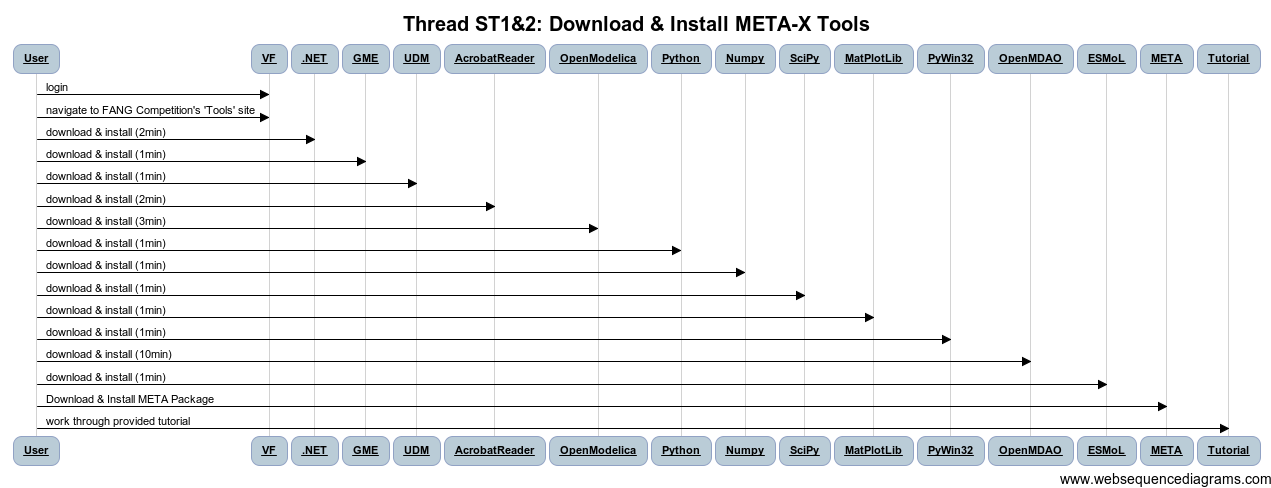 Thread ST1&2: Download & Install META-X Tools
User VF .NET GME UDM AcrobatReader OpenModelica Python Numpy SciPy MatPlotLib PyWin32 OpenMDAO ESMoL META Tutorial
login
navigate to FANG Competition's 'Tools' site
download & install (2min)
download & install (1min)
download & install (1min)
download & install (2min)
download & install (3min)
download & install (1min)
download & install (1min)
download & install (1min)
download & install (1min)
download & install (1min)
download & install (10min)
download & install (1min)
Download & Install META Package
work through provided tutorial
User VF .NET GME UDM AcrobatReader OpenModelica Python Numpy SciPy MatPlotLib PyWin32 OpenMDAO ESMoL META Tutorial
www.websequencediagrams.com